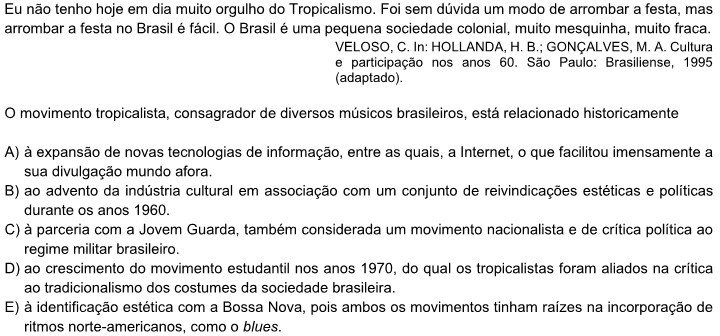 Eu não tenho hoje em dia muito orgulho do Tropicalismo. Foi sem dúvida um modo de arrombar a festa, mas
arrombar a festa no Brasil é fácil. O Brasil é uma pequena sociedade colonial, muito mesquinha, muito fraca.
VELOSO, C. In: HOLLANDA, H. B.; GONÇALVES, M. A. Cultura
e participação nos anos 60. São Paulo: Brasiliense, 1995
(adaptado).
O movimento tropicalista, consagrador de diversos músicos brasileiros, está relacionado historicamente
A) à expansão de novas tecnologias de informação, entre as quais, a Internet, o que facilitou imensamente a
sua divulgação mundo afora.
B) ao advento da indústria cultural em associação com um conjunto de reivindicações estéticas e políticas
durante os anos 1960.
C) à parceria com a Jovem Guarda, também considerada um movimento nacionalista e de crítica política ao
regime militar brasileiro.
D) ao crescimento do movimento estudantil nos anos 1970, do qual os tropicalistas foram aliados na crítica
ao tradicionalismo dos costumes da sociedade brasileira.
E) à identificação estética com a Bossa Nova, pois ambos os movimentos tinham raízes na incorporação de
ritmos norte-americanos, como o blues.